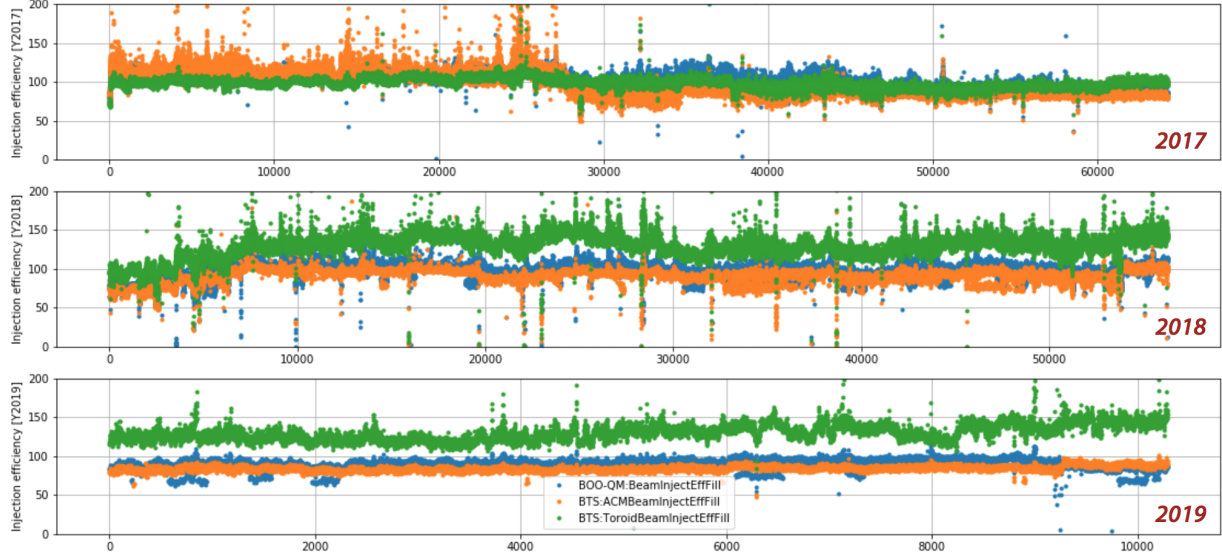 Injection efficiency [Y2017]
200
150
100
50
0
0 10000 20000 30000 40000 50000 60000
2017
Injection efficiency [Y2018]
200
150
100
50
0
0 10000 20000 30000 40000 50000
2018
Injection efficiency [Y2019]
200
150
100
50
0
BOO-QM:BeamInjectEffFill
BTS:ACMBeamInjectEffFill
BTS:ToroidBeamInjectEffFill
2019
0 2000 4000 6000 8000 10000